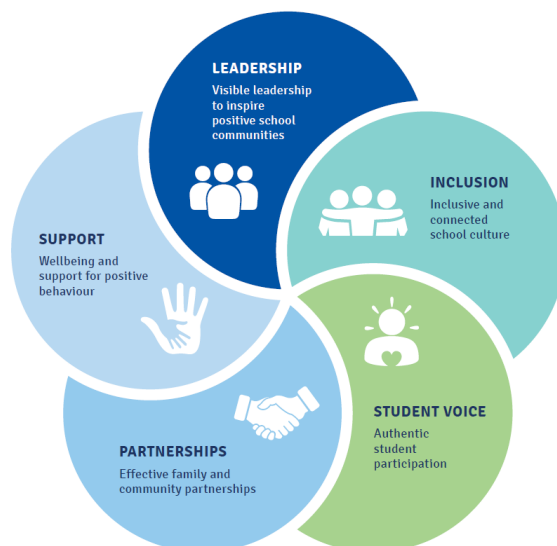 LEADERSHIP
Visible leadership
to inspire
positive school
communities
INCLUSION
Inclusive and
connected
school culture
STUDENT VOICE
Authentic
student
participation
PARTNERSHIPS
Effective family and
community partnerships
SUPPORT
Wellbeing and
support for positive
behaviour